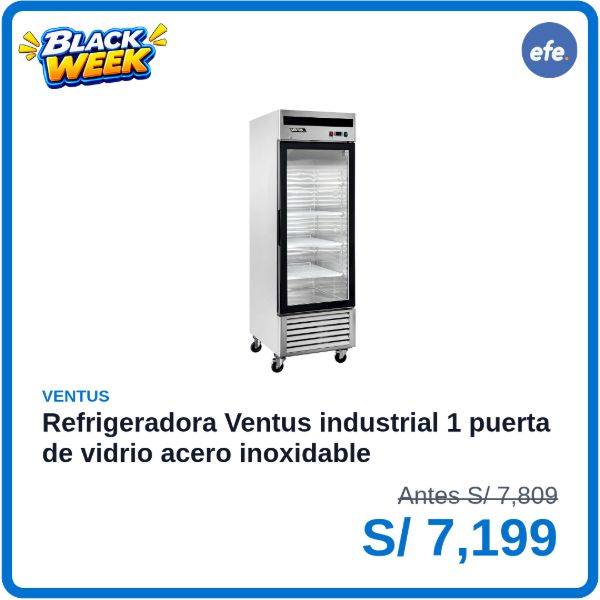 BLACK
WEEK
efe.
VENTUS
Refrigeradora Ventus industrial 1 puerta
de vidrio acero inoxidable
Antes S/ 7,809
S/ 7,199